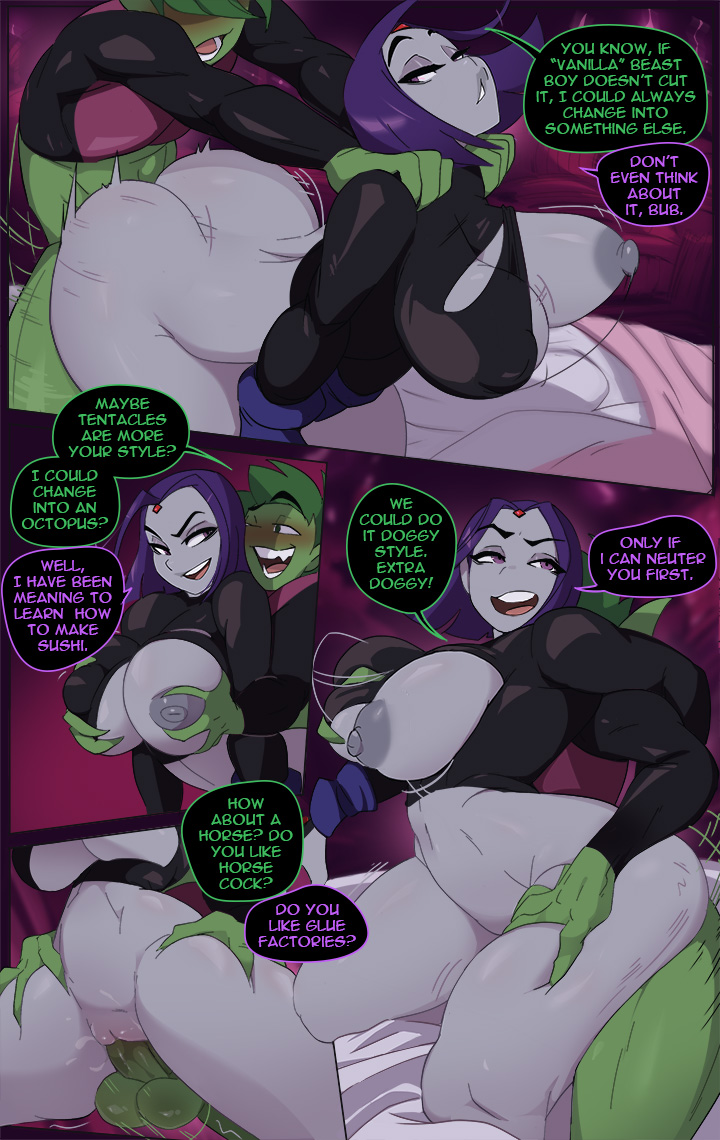 YOU KNOW, IF
"VANILLA" BEAST
BOY DOESN'T CUT
IT, I COULD ALWAYS
CHANGE INTO
SOMETHING ELSE.
DON'T
EVEN THINK
ABOUT
IT, BUB.
MAYBE
TENTACLES
ARE MORE
YOUR STYLE?
I COULD
CHANGE
INTO AN
OCTOPUS?
WELL,
I HAVE BEEN
MEANING TO
LEARN HOW
TO MAKE
SUSHI.
WE
COULD DO
IT DOGGY
STYLE.
EXTRA
DOGGY!
ONLY IF
I CAN NEUTER
YOU FIRST.
HOW
ABOUT A
HORSE? DO
YOU LIKE
HORSE
COCK?
DO YOU
LIKE GLUE
FACTORIES?